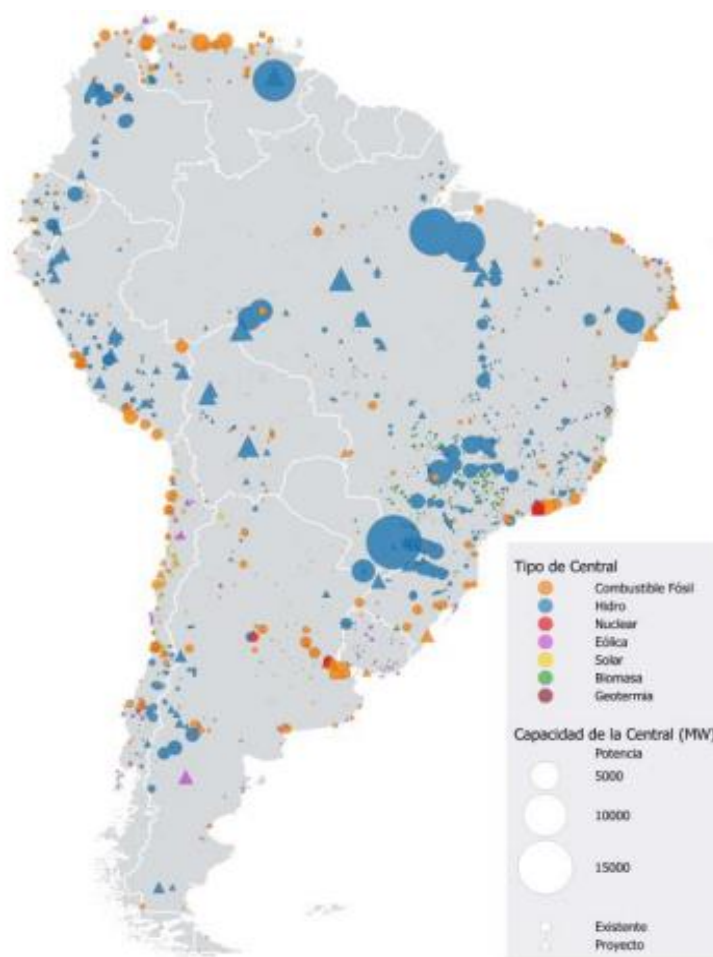 Tipo de Central
Combustible Fósil
Hidro
Nuclear
Eólica
Solar
Biomasa
Geotermia
Capacidad de la Central (MW)
Potencia
5000
10000
15000
Existente
Proyecto